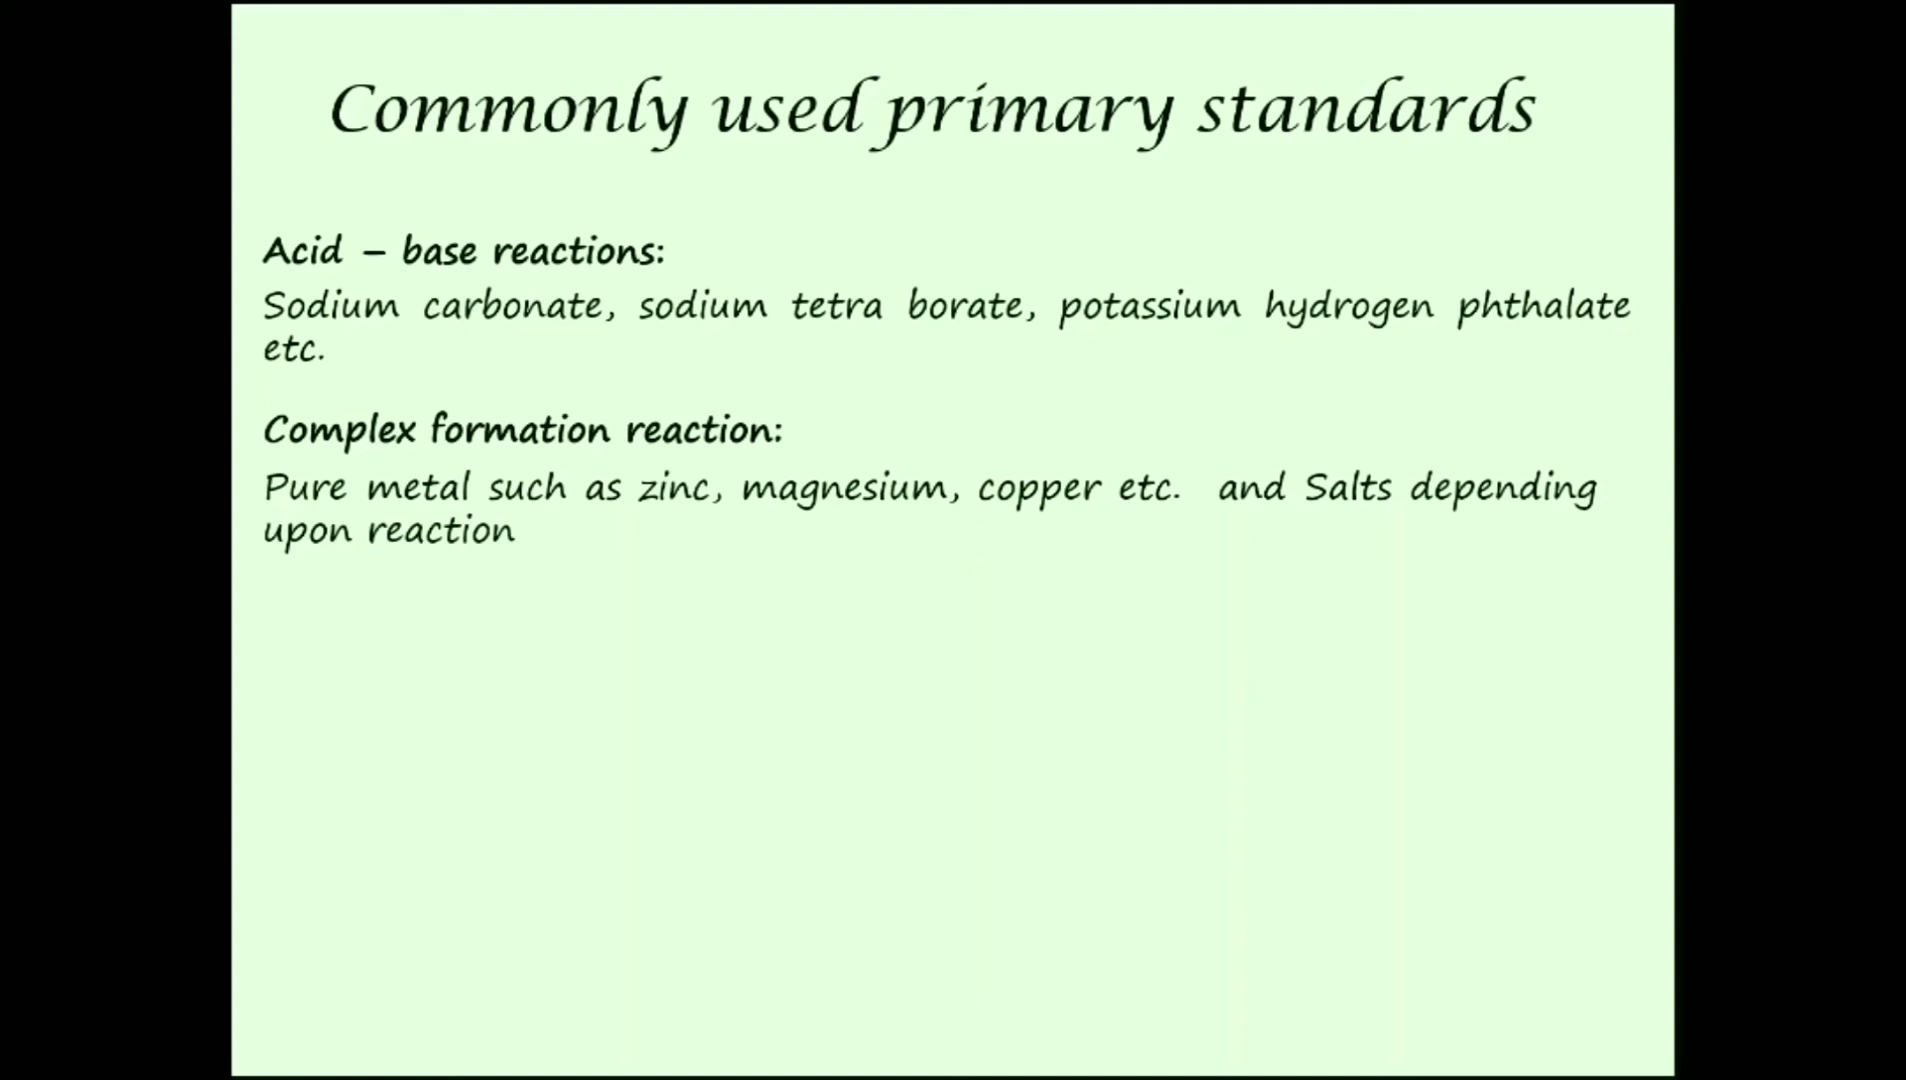 Commonly used primary standards
Acid – base reactions:
Sodium carbonate, sodium tetra borate, potassium hydrogen phthalate
etc.
Complex formation reaction:
Pure metal such as zinc, magnesium, copper etc. and Salts depending
upon reaction